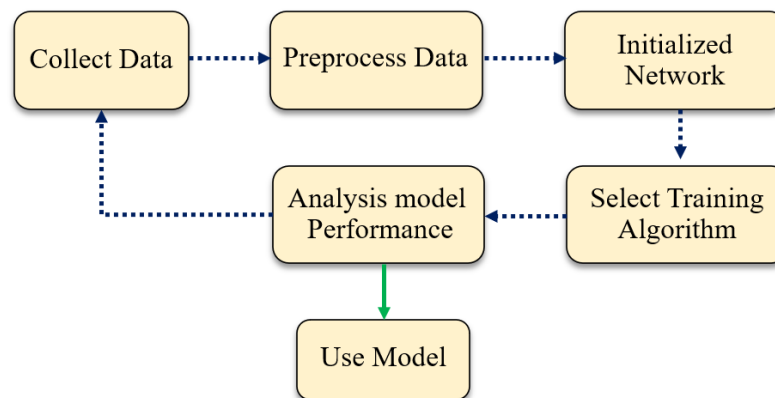 Collect Data
Preprocess Data
Initialized
Network
Select Training
Algorithm
Analysis model
Performance
Use Model